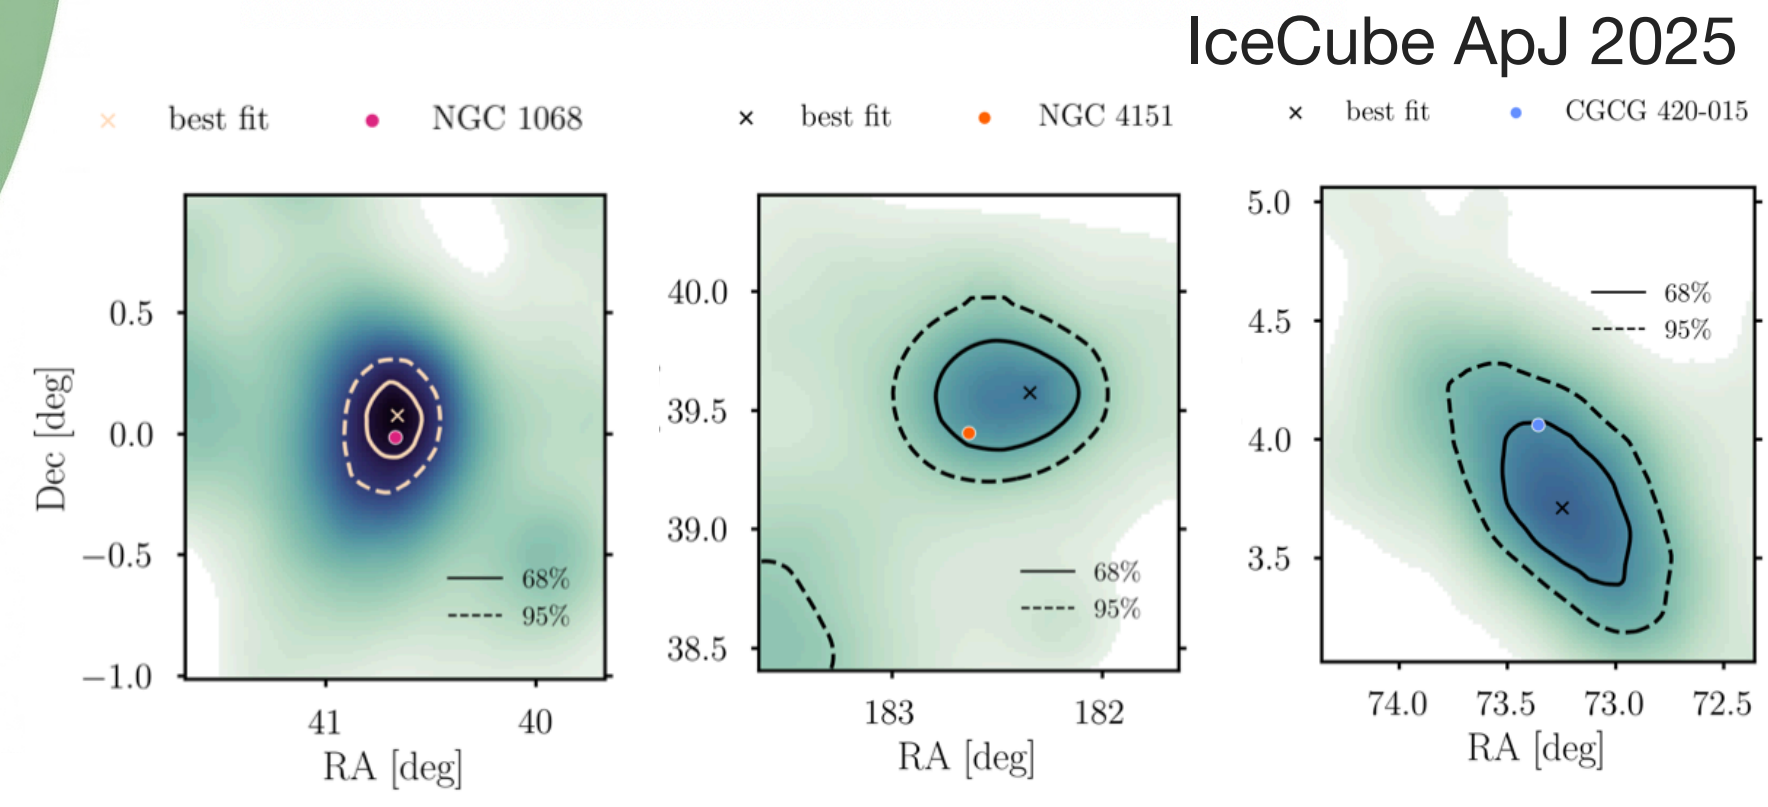 IceCube ApJ 2025
× best fit ● NGC 1068
× best fit ● NGC 4151
× best fit ● CGCG 420-015
Dec [deg]
0.5
0.0
−0.5
−1.0
68%
95%
41 40
RA [deg]
40.0
39.5
39.0
38.5
68%
95%
183 182
RA [deg]
5.0
4.5
4.0
3.5
68%
95%
74.0 73.5 73.0 72.5
RA [deg]